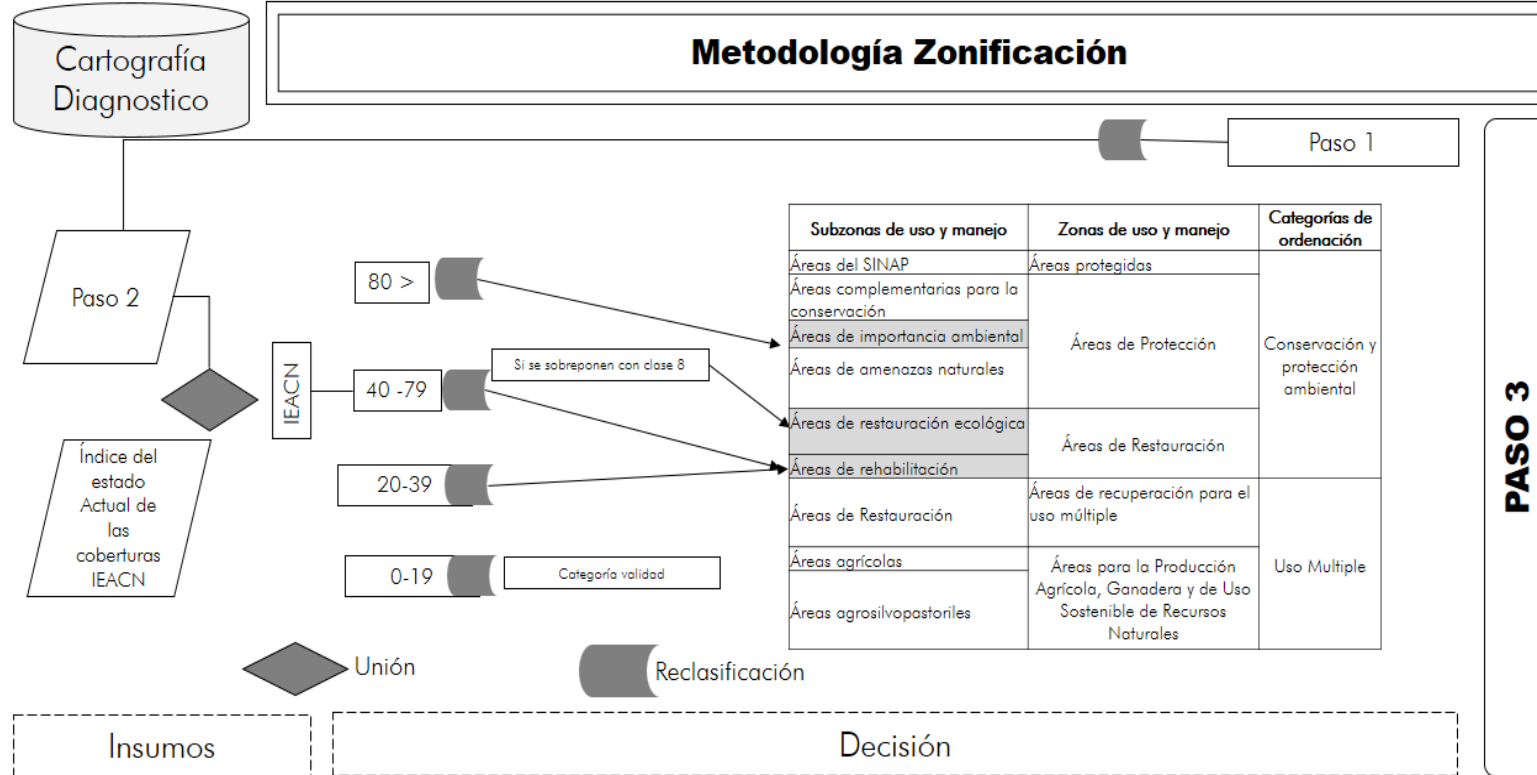 Cartografía
Diagnostico
Metodología Zonificación
Paso 1
Paso 2
80 >
IEACN
40 -79
Si se sobreponen con clase 8
20-39
0-19
Categoría validad
Índice del
estado
Actual de
las
coberturas
IEACN
Subzonas de uso y manejo
Zonas de uso y manejo
Categorías de
ordenación
Áreas del SINAP
Áreas protegidas
Áreas complementarias para la
conservación
Áreas de importancia ambiental
Áreas de amenazas naturales
Áreas de Protección
Conservación y
protección
ambiental
Áreas de restauración ecológica
Áreas de rehabilitación
Áreas de Restauración
Áreas de Restauración
Áreas de recuperación para el
uso múltiple
Áreas agrícolas
Áreas agrosilvopastoriles
Áreas para la Producción
Agrícola, Ganadera y de Uso
Sostenible de Recursos
Naturales
Uso Multiple
PASO 3
Unión
Reclasificación
Insumos
Decisión